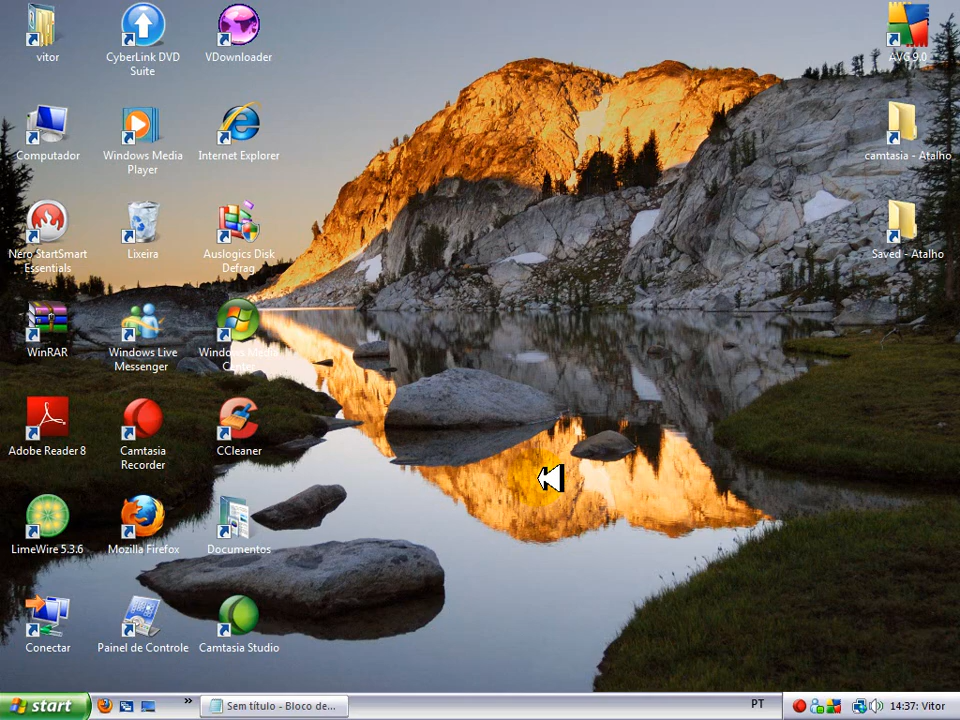 vitor
CyberLink DVD
Suite
VDownloader
AVG 9.0
Computador
Windows Media
Player
Internet Explorer
camtasia - Atalho
Nero StartSmart
Essentials
Lixeira
Auslogics Disk
Defrag
Saved - Atalho
WinRAR
Windows Live
Messenger
Windows Media
Center
Adobe Reader 8
Camtasia
Recorder
CCleaner
LimeWire 5.3.6
Mozilla Firefox
Documentos
Conectar
Painel de Controle
Camtasia Studio
start
Sem título - Bloco de...
PT
14:37: Vitor